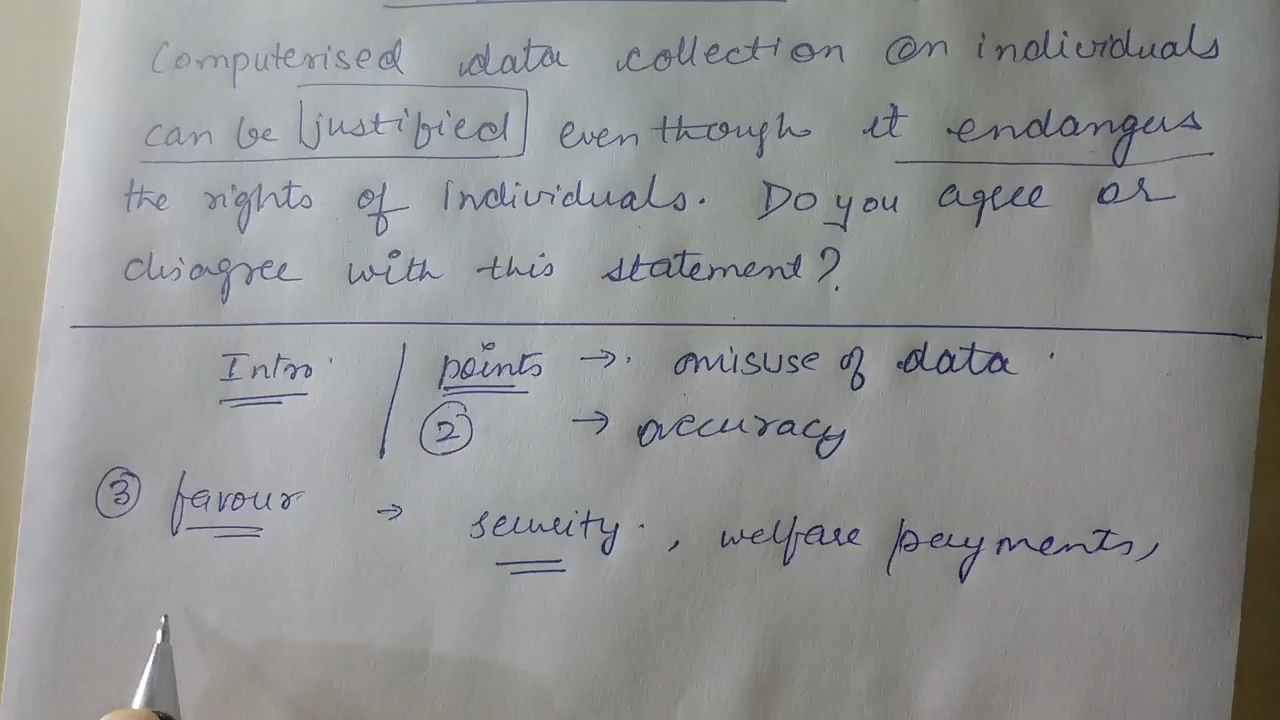 Computerised data collection on individuals
can be justified even though it endangers
the rights of individuals. Do you agree or
disagree with this statement?
Intro / points → misuse of data
② → accuracy
③ favour → security, welfare payments,